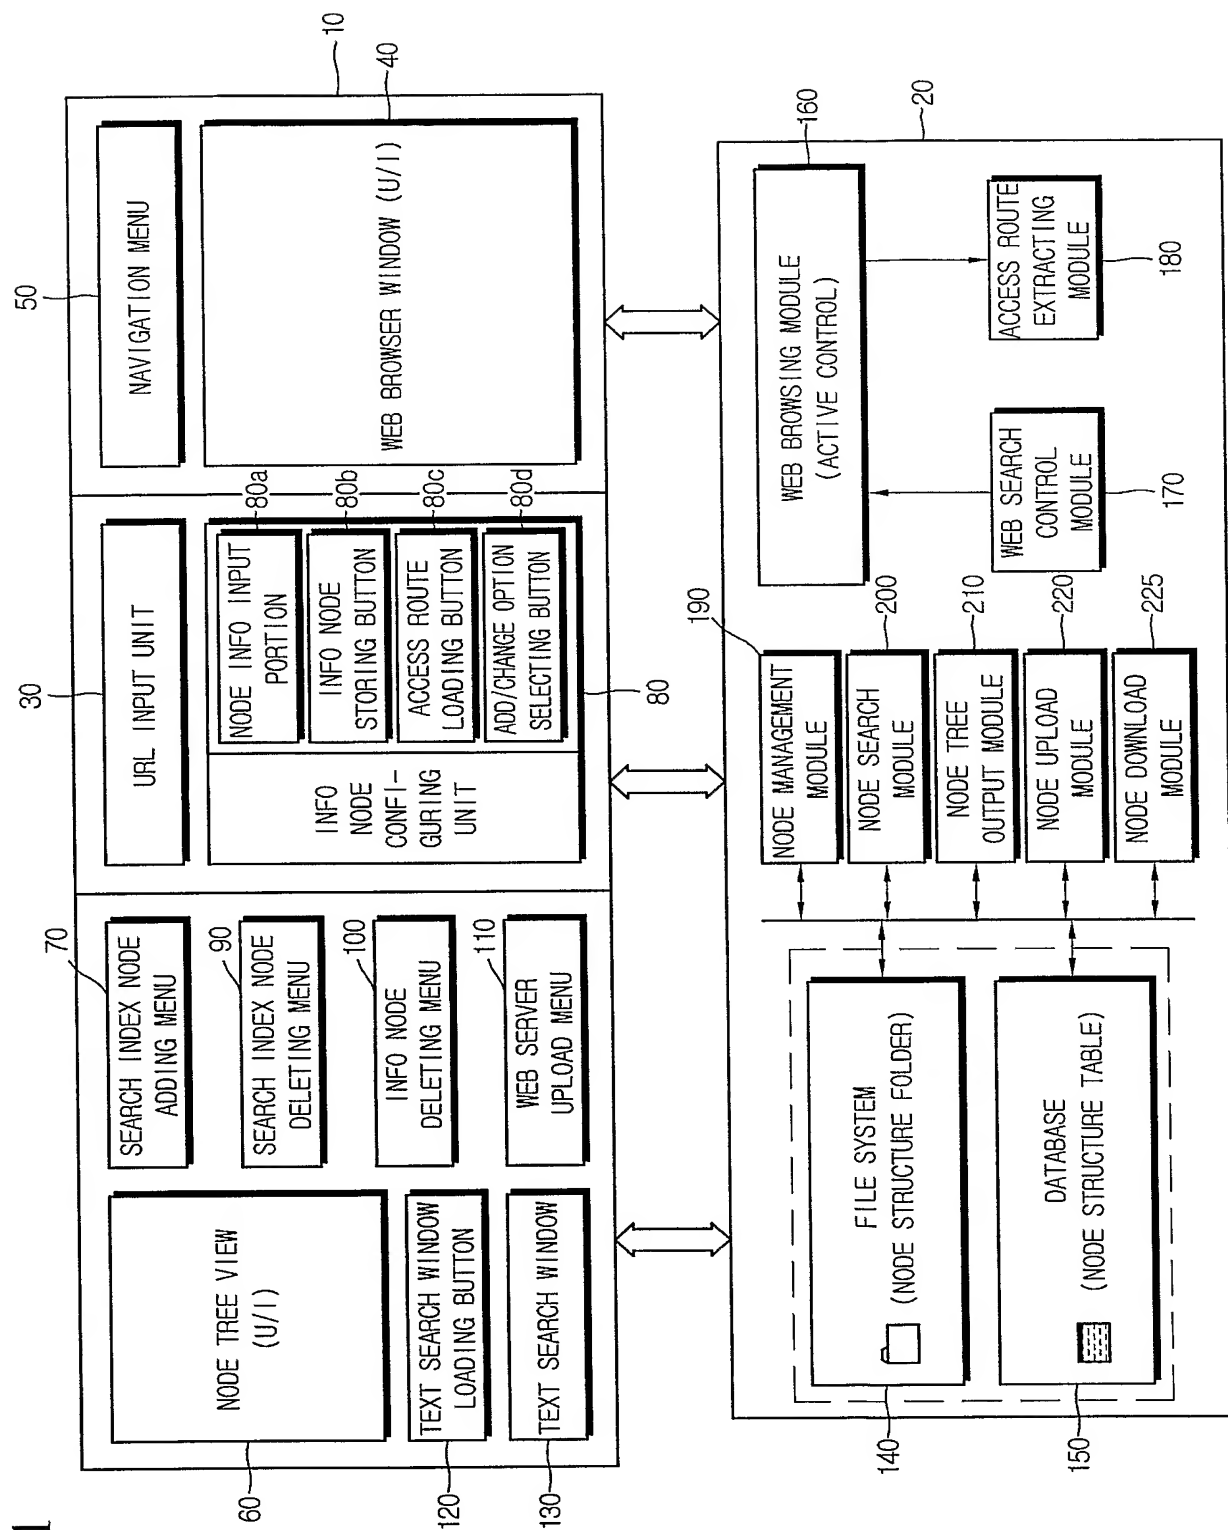 60
NODE TREE VIEW
(U/I)
120
TEXT SEARCH WINDOW
LOADING BUTTON
130
TEXT SEARCH WINDOW
70
SEARCH INDEX NODE
ADDING MENU
90
SEARCH INDEX NODE
DELETING MENU
100
INFO NODE
DELETING MENU
110
WEB SERVER
UPLOAD MENU
30
URL INPUT UNIT
INFO
NODE
CONFI-
GURING
UNIT
NODE INFO INPUT
PORTION
80a
INFO NODE
STORING BUTTON
80b
ACCESS ROUTE
LOADING BUTTON
80c
ADD/CHANGE OPTION
SELECTING BUTTON
80d
80
50
NAVIGATION MENU
10
WEB BROWSER WINDOW (U/I)
40
140
FILE SYSTEM
(NODE STRUCTURE FOLDER)
150
DATABASE
(NODE STRUCTURE TABLE)
190
NODE MANAGEMENT
MODULE
NODE SEARCH
MODULE
200
NODE TREE
OUTPUT MODULE
210
NODE UPLOAD
MODULE
220
NODE DOWNLOAD
MODULE
225
WEB BROWSING MODULE
(ACTIVE CONTROL)
160
20
WEB SEARCH
CONTROL
MODULE
170
ACCESS ROUTE
EXTRACTING
MODULE
180